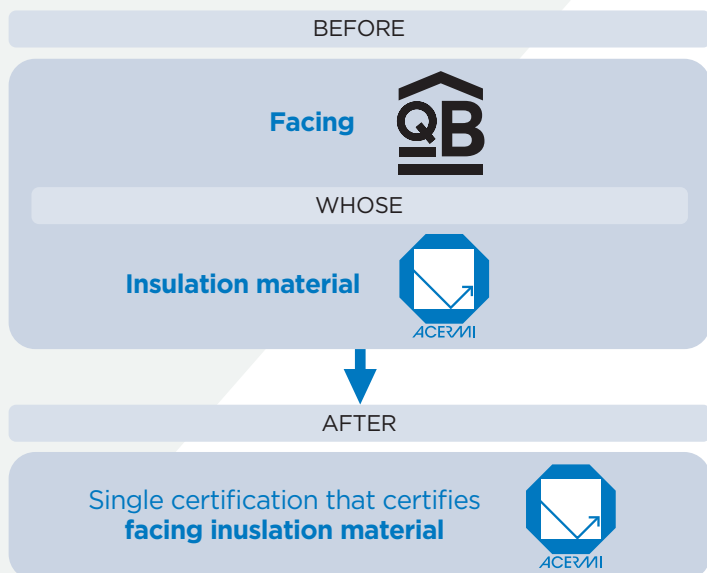 BEFORE
Facing
QB
WHOSE
Insulation material
ACERMI
AFTER
Single certification that certifies
facing inuslation material
ACERMI